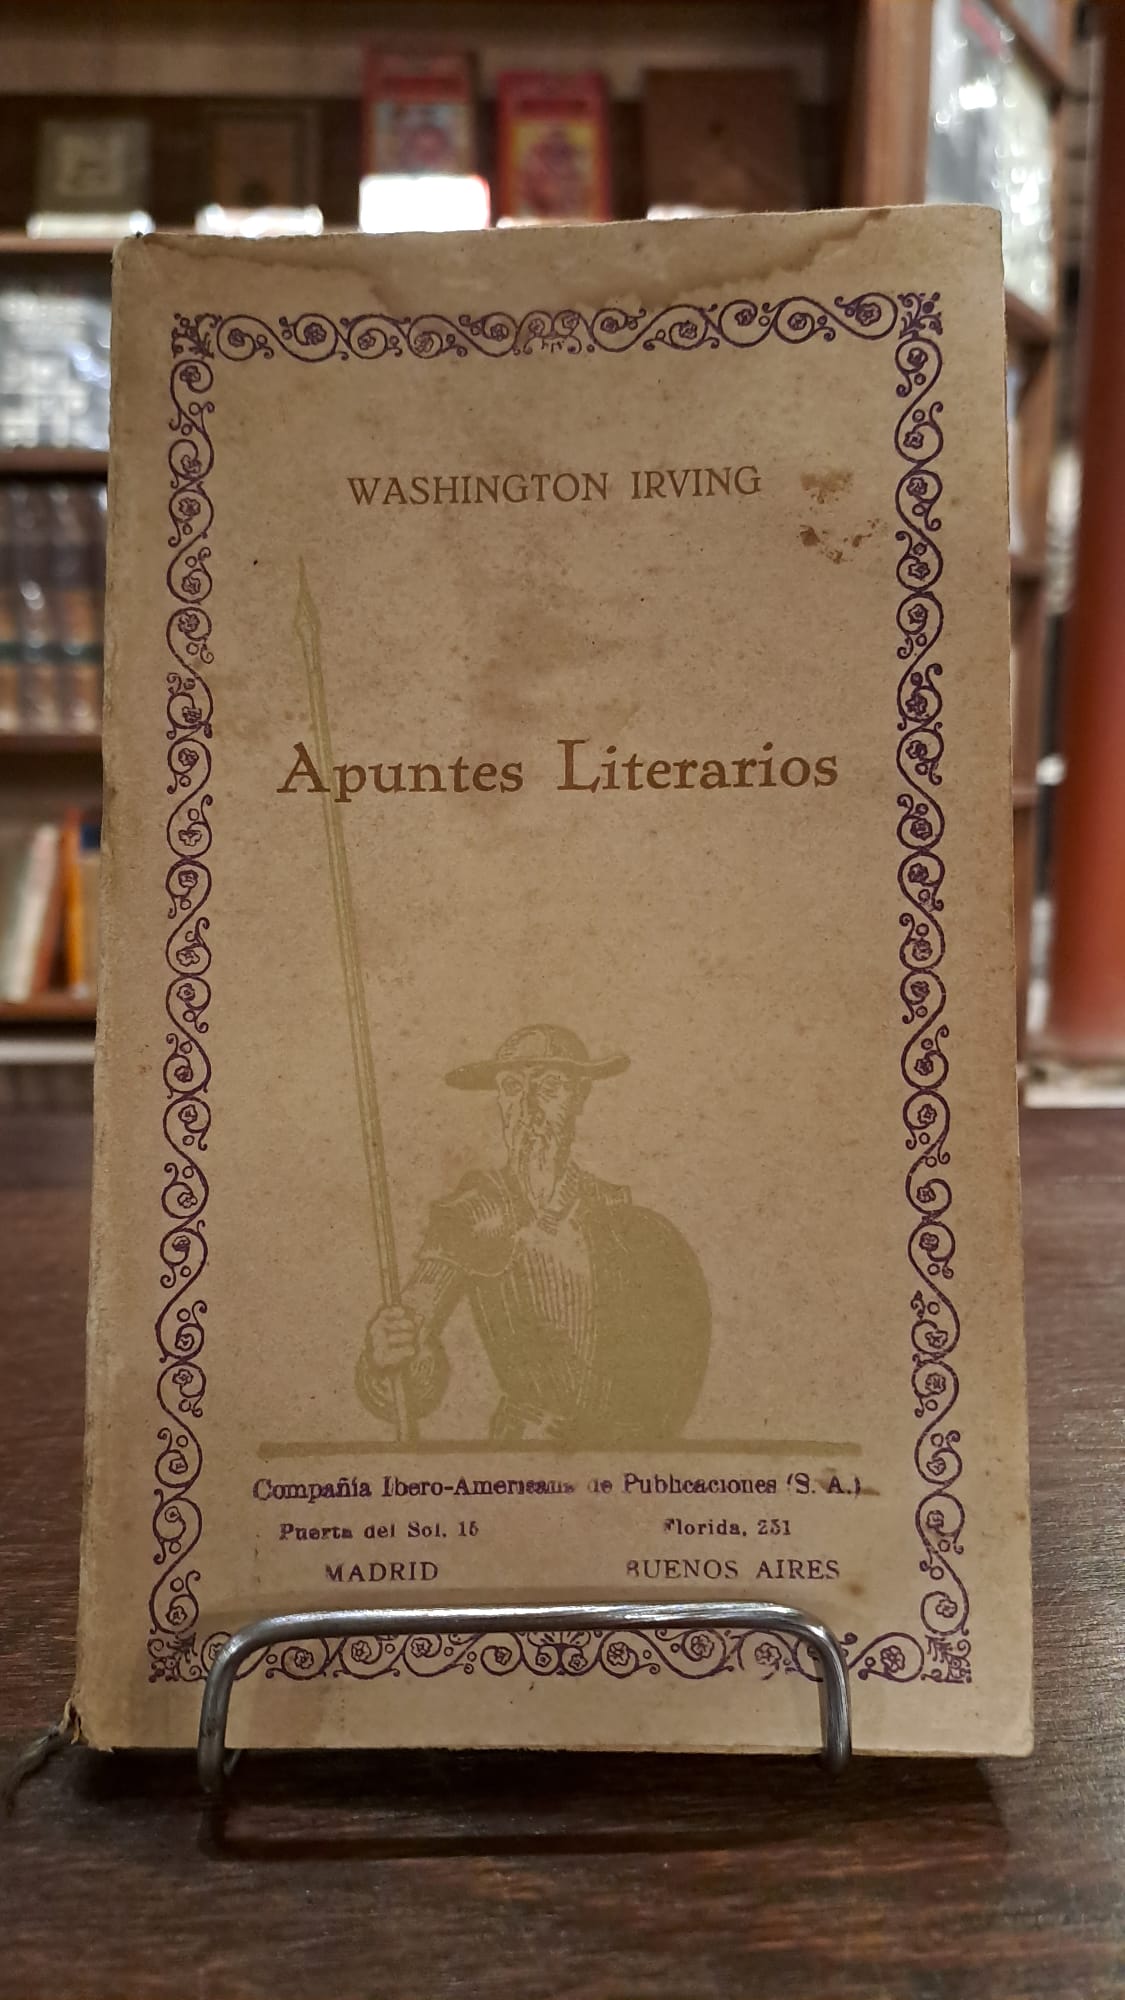 WASHINGTON IRVING
Apuntes Literarios
Compañía Ibero-Americana de Publicaciones (S. A.)
Puerta del Sol, 15
Florida, 251
MADRID
BUENOS AIRES